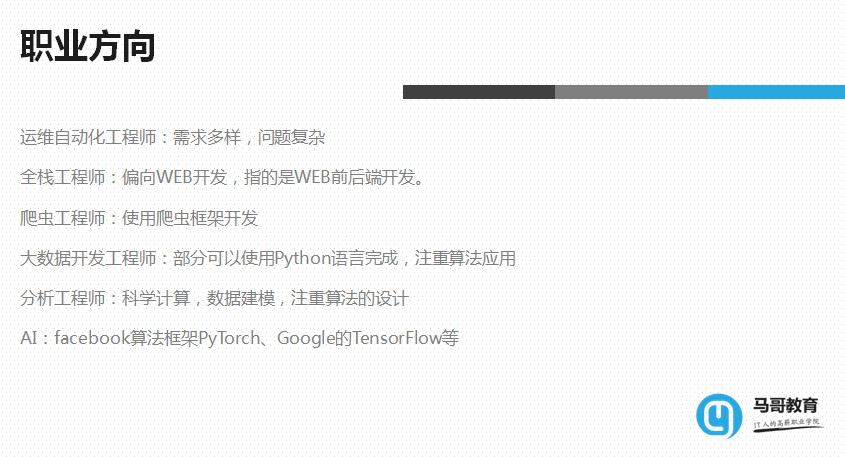 职业方向
运维自动化工程师：需求多样，问题复杂
全栈工程师：偏向WEB开发，指的是WEB前后端开发。
爬虫工程师：使用爬虫框架开发
大数据开发工程师：部分可以使用Python语言完成，注重算法应用
分析工程师：科学计算，数据建模，注重算法的设计
AI：facebook算法框架PyTorch、Google的TensorFlow等
马哥教育
IT人的高薪职业学院